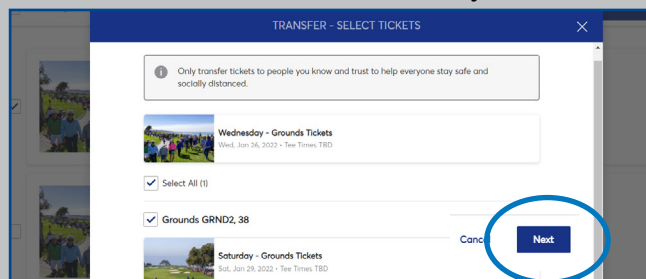 TRANSFER - SELECT TICKETS
Only transfer tickets to people you know and trust to help everyone stay safe and
socially distanced.
Wednesday - Grounds Tickets
Wed, Jan 26, 2022 • Tee Times TBD
Select All (1)
Grounds GRND2, 38
Next
Saturday - Grounds Tickets
Sat, Jan 29, 2022 • Tee Times TBD